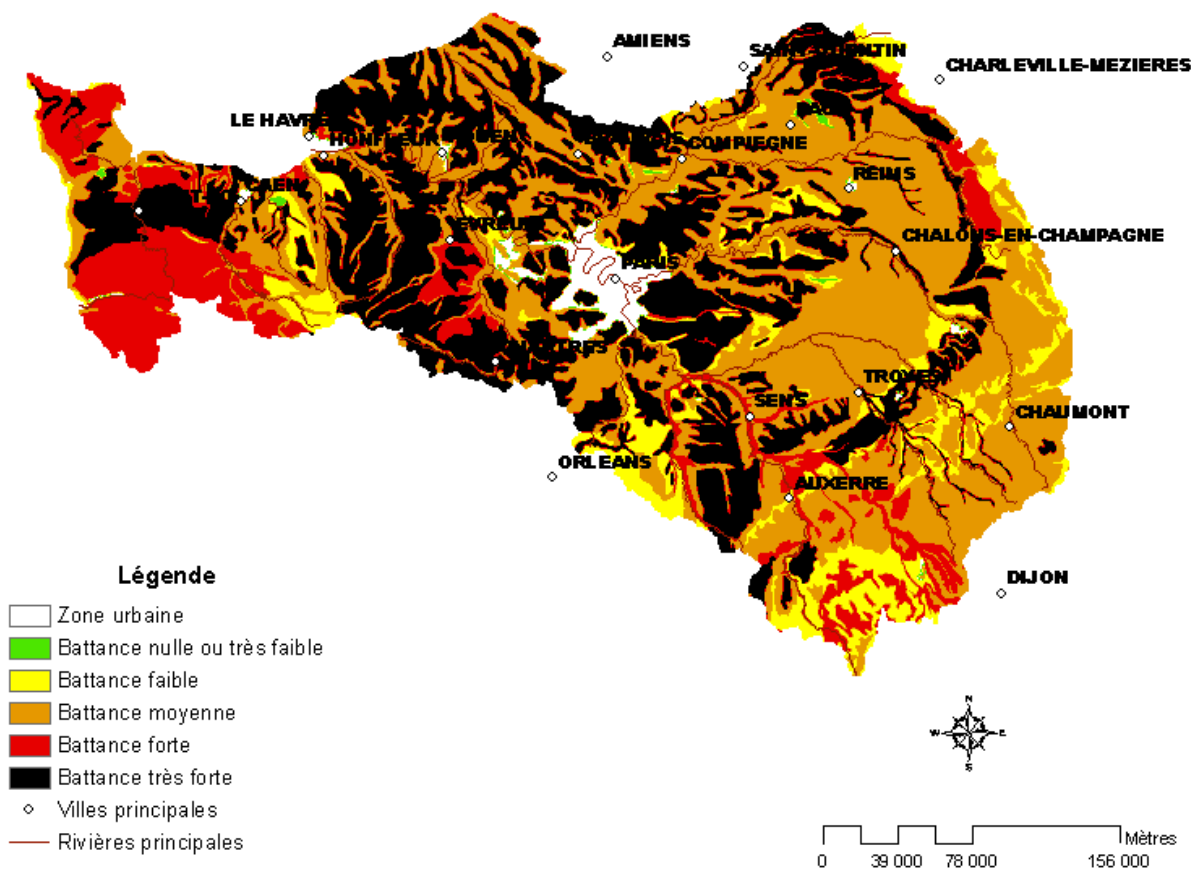 AMIENS
SAINT-QUENTIN
CHARLEVILLE-MEZIERES
LE HAVRE
HONFLEUR
COMPIEGNE
REIMS
CAEN
EVREUX
CHALONS-EN-CHAMPAGNE
PARIS
TROYES
SENS
CHAUMONT
ORLEANS
AUXERRE
DIJON
Légende
Zone urbaine
Battance nulle ou très faible
Battance faible
Battance moyenne
Battance forte
Battance très forte
Villes principales
Rivières principales
N
W E
S
Mètres
0 39 000 78 000 156 000